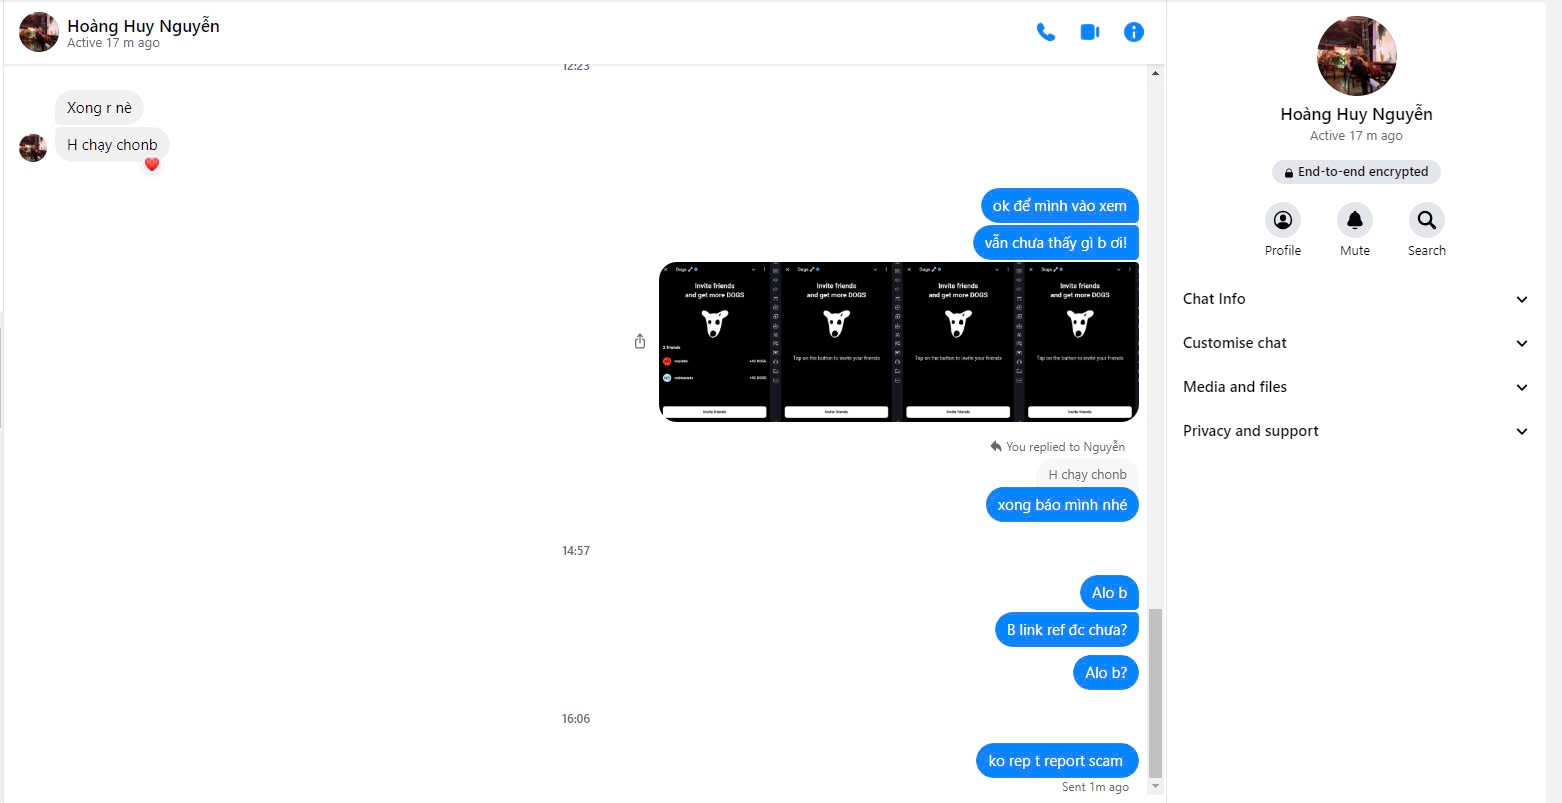 Hoàng Huy Nguyễn
Active 17 m ago
12:23
Xong r nè
H chạy chonb
ok để mình vào xem
vẫn chưa thấy gì b ơi!
Dogs
Invite friends
and get more DOGS
2 friends
Invite friends
Dogs
Invite friends
and get more DOGS
Tap on the button to invite your friends
Invite friends
Dogs
Invite friends
and get more DOGS
Tap on the button to invite your friends
Invite friends
Dogs
Invite friends
and get more DOGS
Tap on the button to invite your friends
Invite friends
You replied to Nguyễn
H chạy chonb
xong báo mình nhé
14:57
Alo b
B link ref đc chưa?
Alo b?
16:06
ko rep t report scam
Sent 1m ago
Hoàng Huy Nguyễn
Active 17 m ago
End-to-end encrypted
Profile
Mute
Search
Chat Info
Customise chat
Media and files
Privacy and support